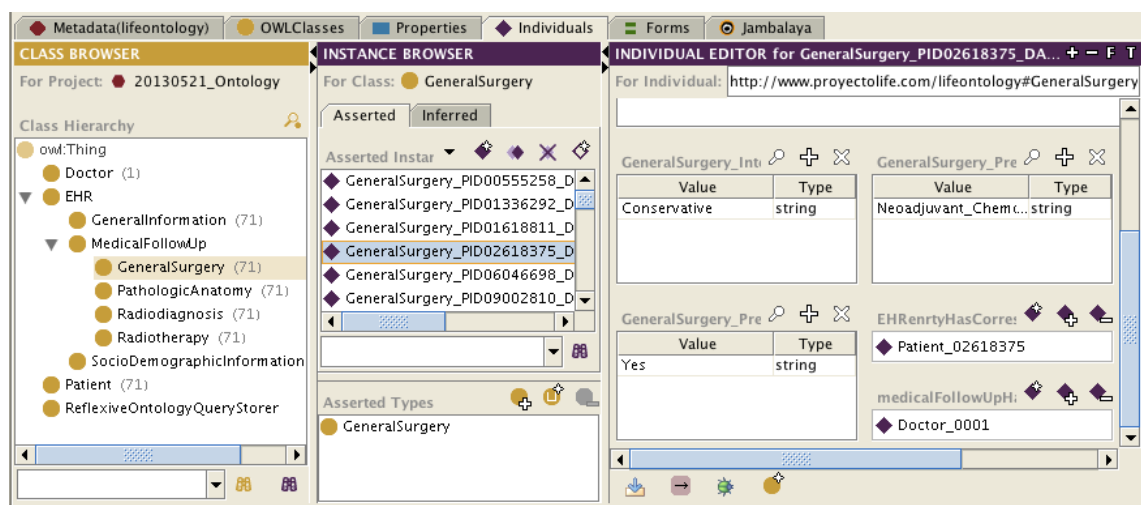 Metadata(lifeontology) OWLClasses Properties Individuals Forms Jambalaya
CLASS BROWSER
For Project: 20130521_Ontology
Class Hierarchy
owl:Thing
Doctor (1)
EHR
GeneralInformation (71)
MedicalFollowUp
GeneralSurgery (71)
PathologicAnatomy (71)
Radiodiagnosis (71)
Radiotherapy (71)
SocioDemographicInformation
Patient (71)
ReflexiveOntologyQueryStorer
INSTANCE BROWSER
For Class: GeneralSurgery
Asserted Inferred
Asserted Instar
GeneralSurgery_PID00555258_D
GeneralSurgery_PID01336292_D
GeneralSurgery_PID01618811_D
GeneralSurgery_PID02618375_D
GeneralSurgery_PID06046698_D
GeneralSurgery_PID09002810_D
Asserted Types
GeneralSurgery
INDIVIDUAL EDITOR for GeneralSurgery_PID02618375_DA... + − F T
For Individual: http://www.proyectolife.com/lifeontology#GeneralSurgery
GeneralSurgery_Int
Value Type
Conservative string
GeneralSurgery_Pre
Value Type
Neoadjuvant_Chem(... string
GeneralSurgery_Pre
Value Type
Yes string
EHRenrtyHasCorres
Patient_02618375
medicalFollowUpHa
Doctor_0001